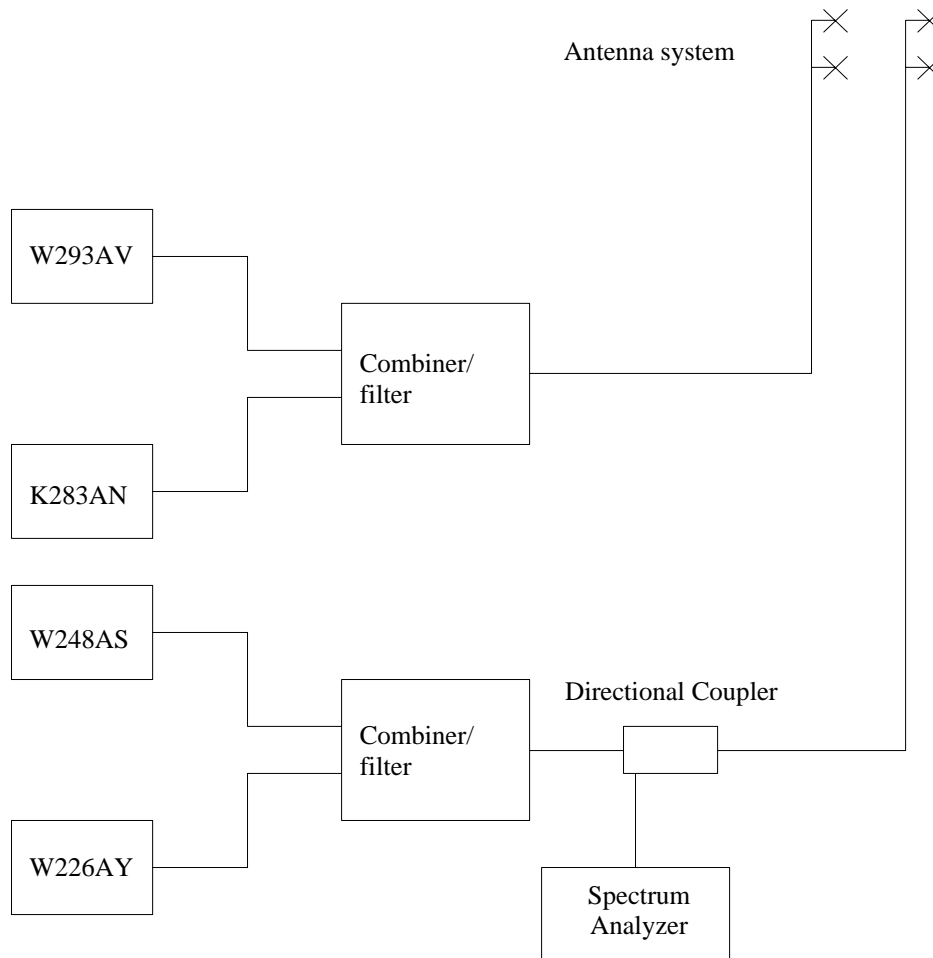 Antenna system
W293AV
Combiner/
filter
K283AN
W248AS
Directional Coupler
Combiner/
filter
W226AY
Spectrum
Analyzer